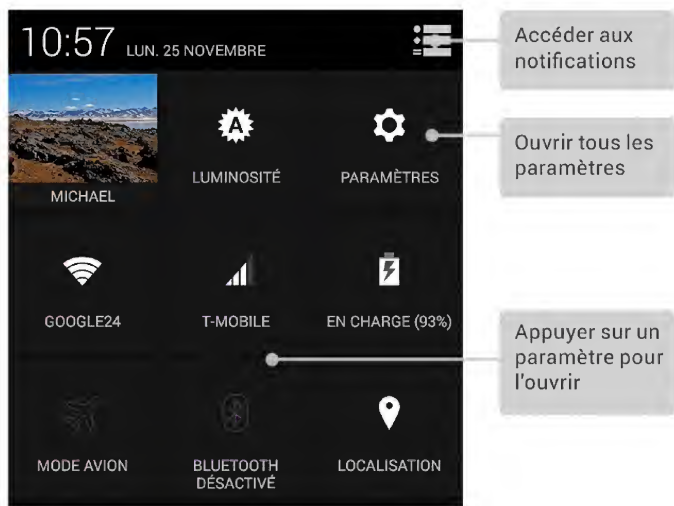 10:57 LUN. 25 NOVEMBRE
Accéder aux
notifications
MICHAEL
LUMINOSITÉ
PARAMÈTRES
Ouvrir tous les
paramètres
GOOGLE24
T-MOBILE
EN CHARGE (93%)
Appuyer sur un
paramètre pour
l'ouvrir
MODE AVION
BLUETOOTH
DÉSACTIVÉ
LOCALISATION